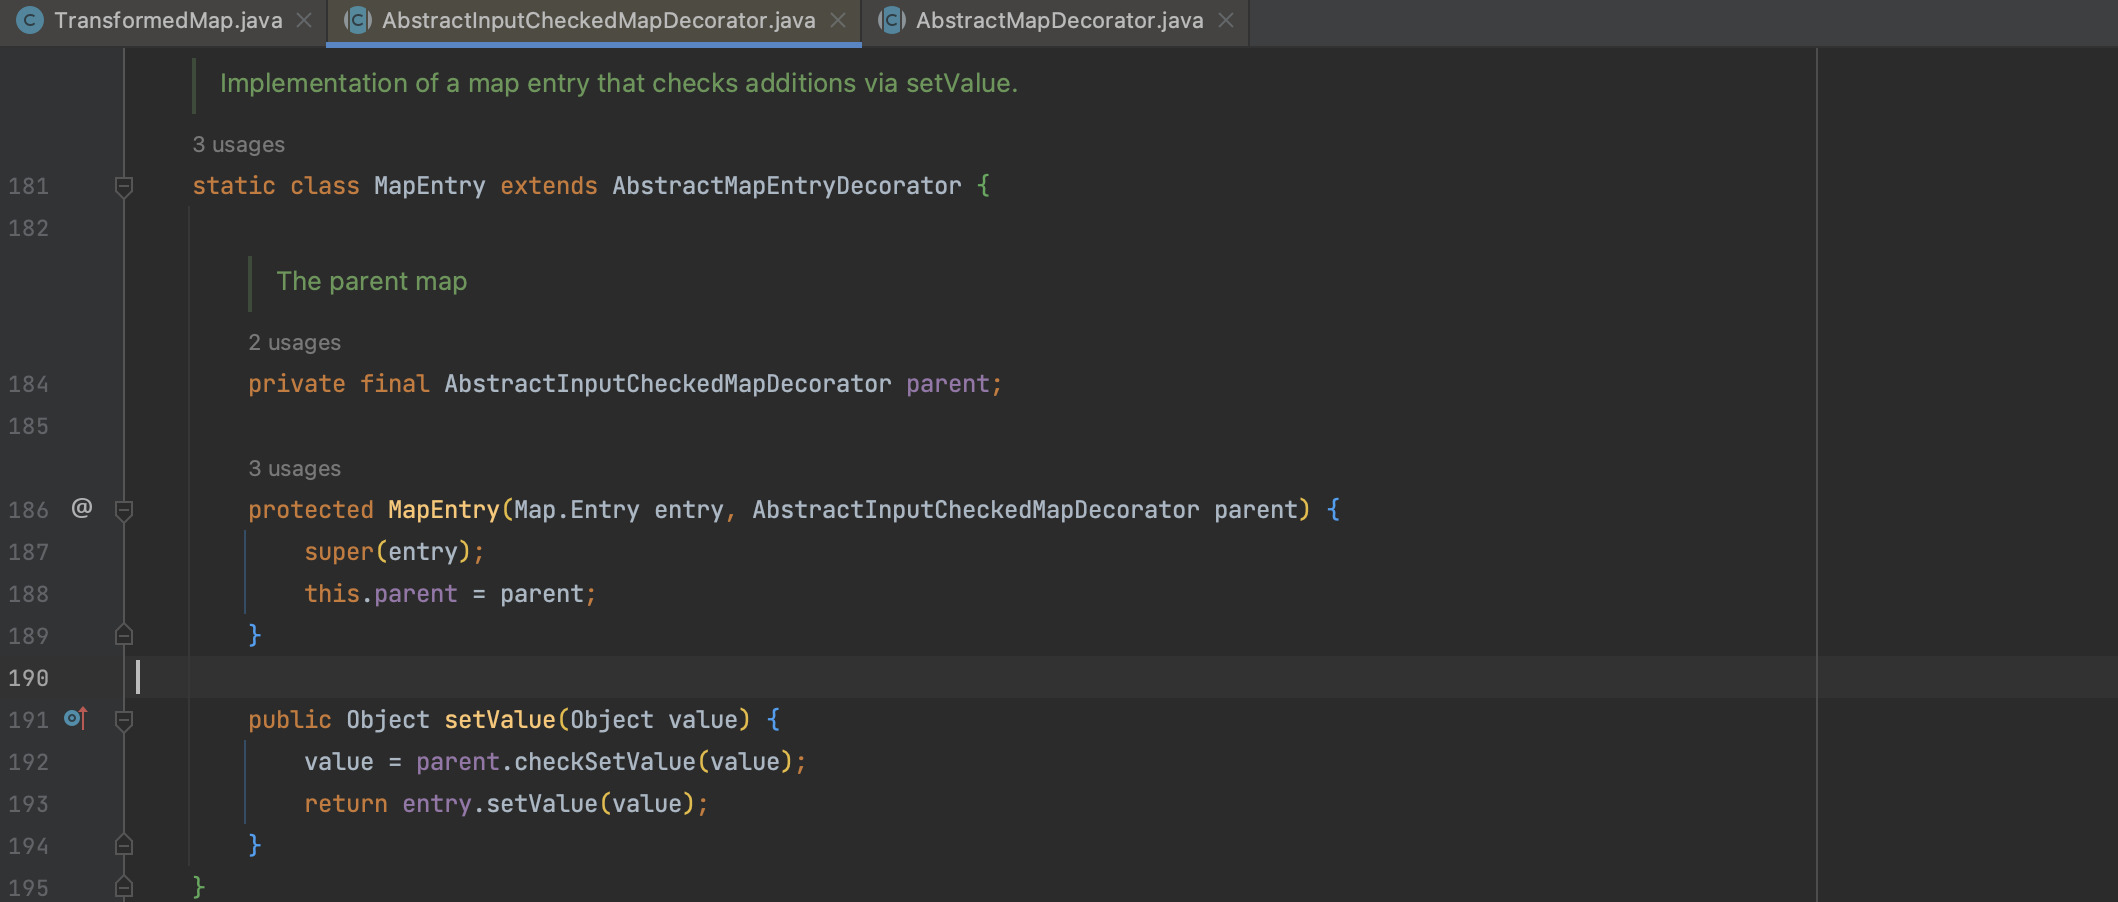 TransformedMap.java AbstractInputCheckedMapDecorator.java AbstractMapDecorator.java
Implementation of a map entry that checks additions via setValue.
3 usages
181 static class MapEntry extends AbstractMapEntryDecorator {
182
The parent map
2 usages
184 private final AbstractInputCheckedMapDecorator parent;
185
3 usages
186 @ protected MapEntry(Map.Entry entry, AbstractInputCheckedMapDecorator parent) {
187 super(entry);
188 this.parent = parent;
189 }
190
191 public Object setValue(Object value) {
192 value = parent.checkSetValue(value);
193 return entry.setValue(value);
194 }
195 }